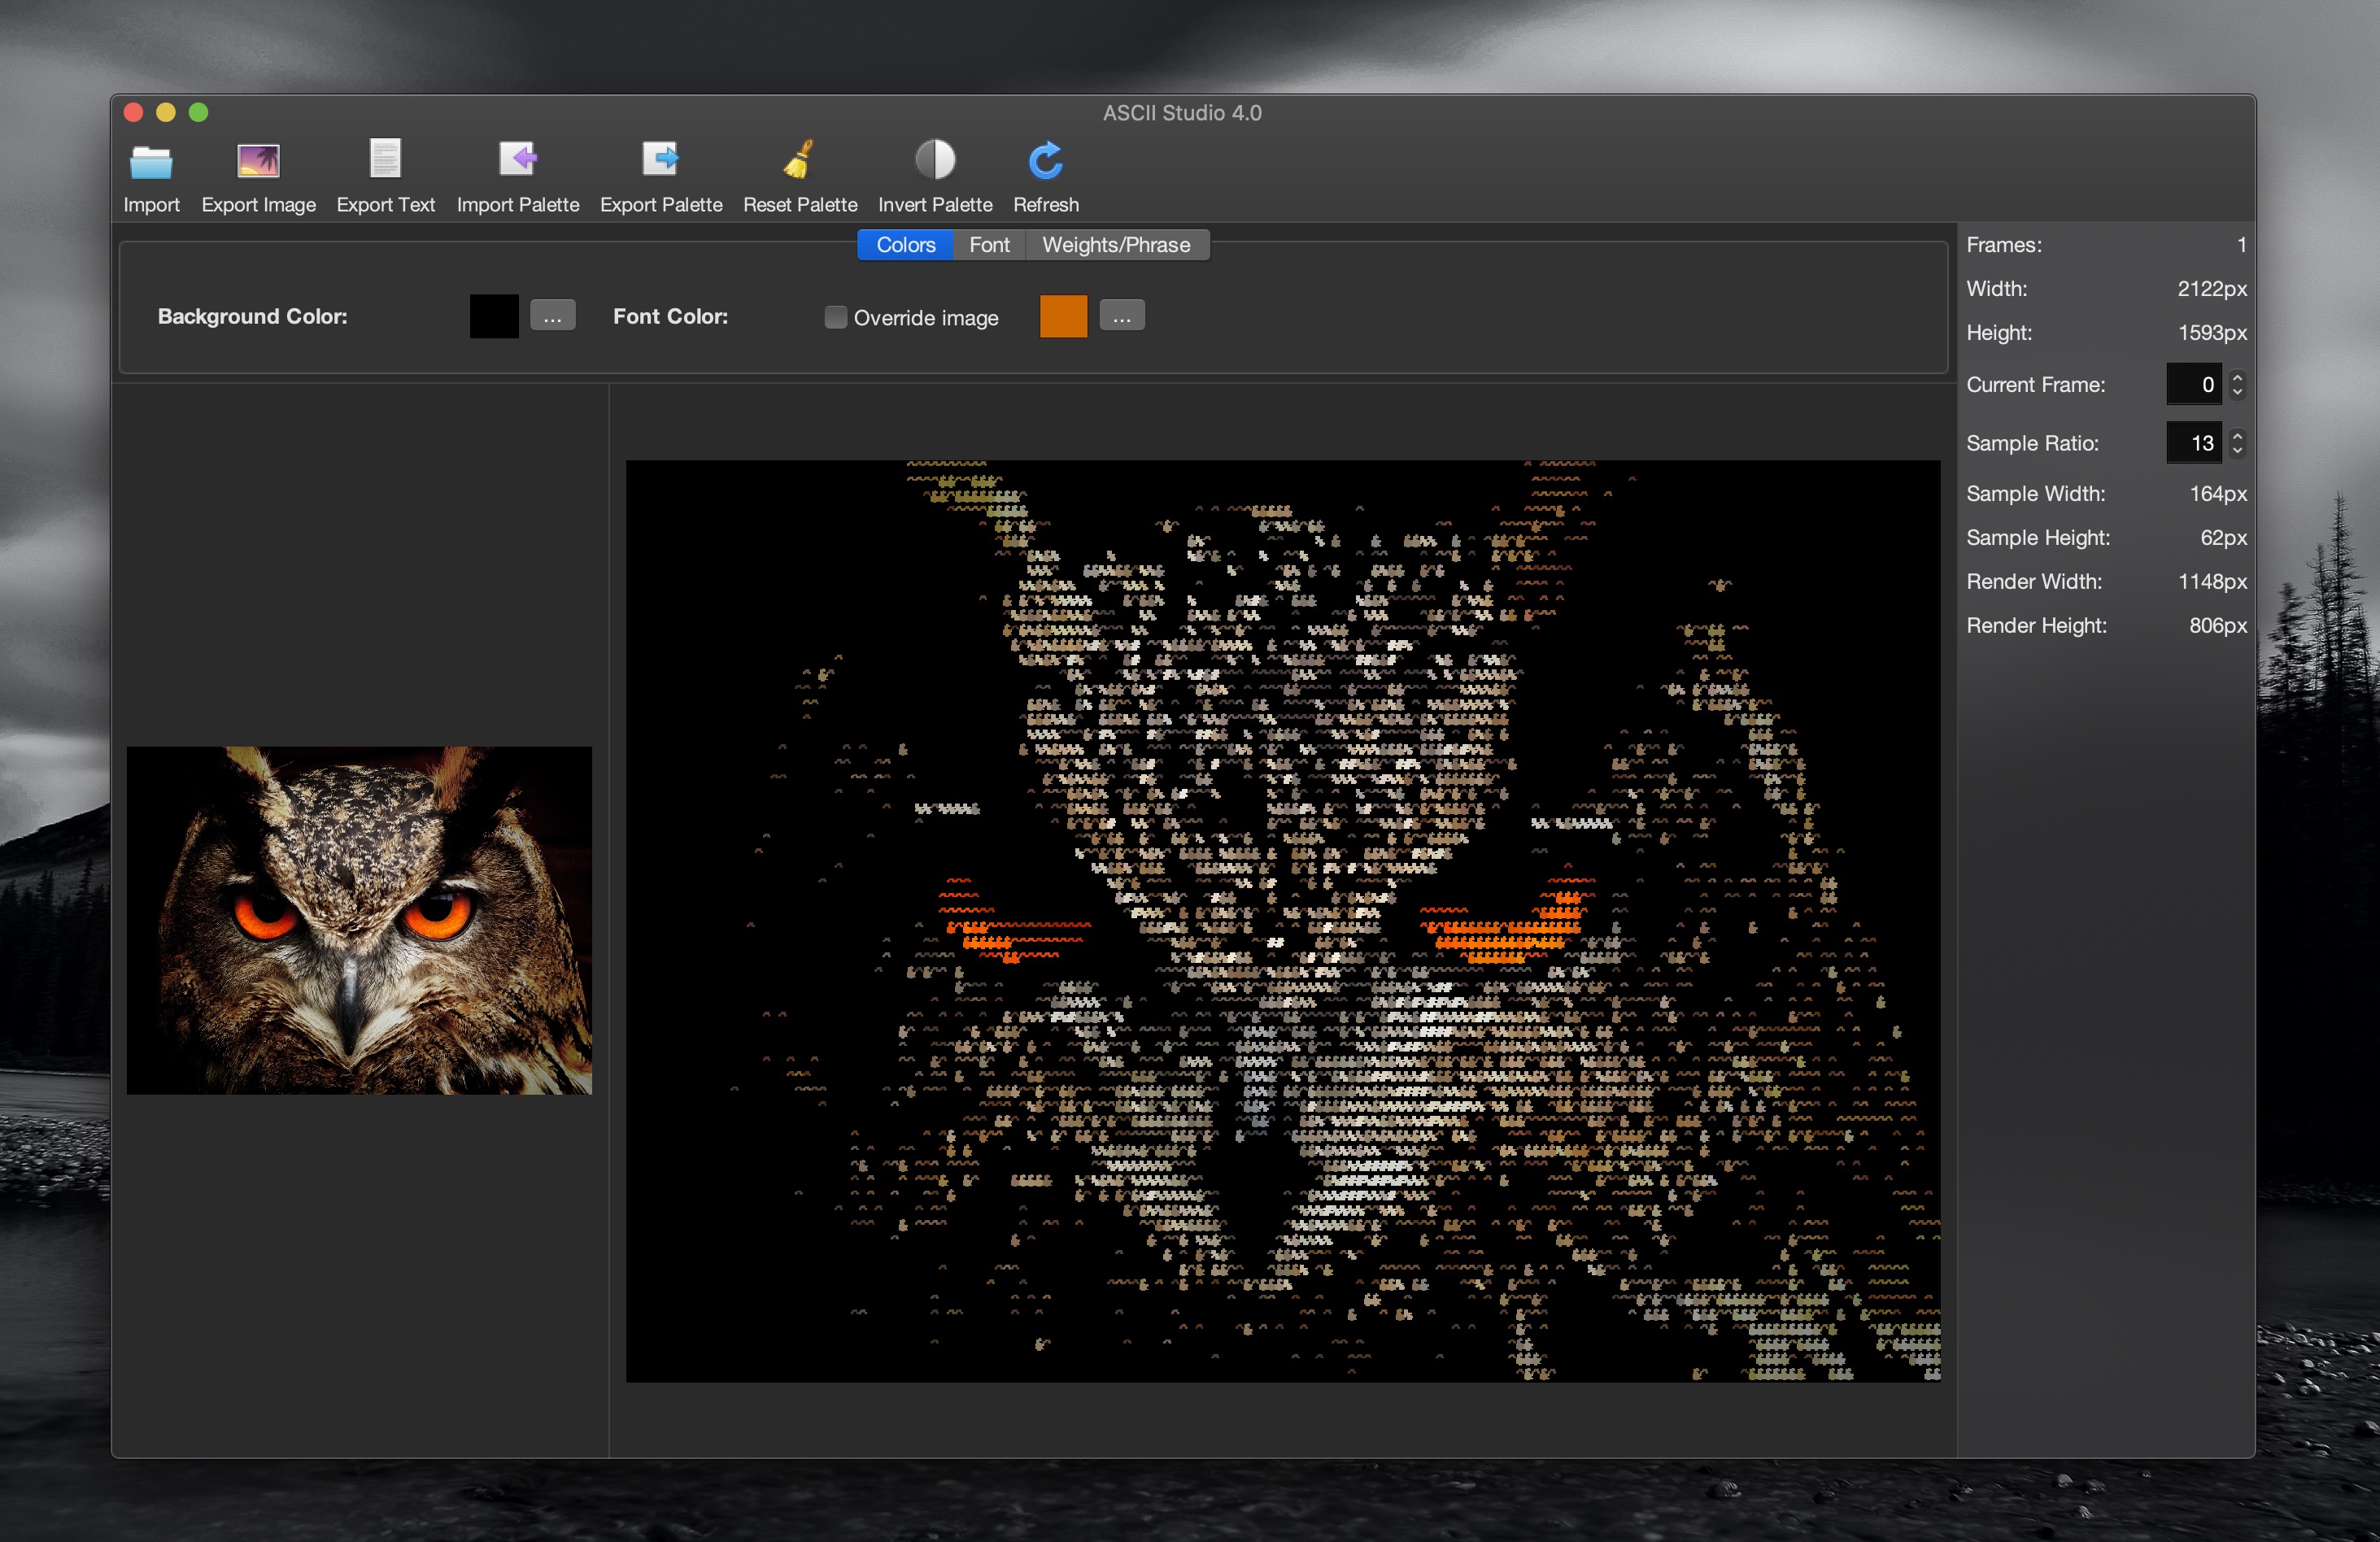 ASCII Studio 4.0
Import Export Image Export Text Import Palette Export Palette Reset Palette Invert Palette Refresh
Colors Font Weights/Phrase
Background Color: ... Font Color: Override image ...
Frames: 1
Width: 2122px
Height: 1593px
Current Frame: 0
Sample Ratio: 13
Sample Width: 164px
Sample Height: 62px
Render Width: 1148px
Render Height: 806px